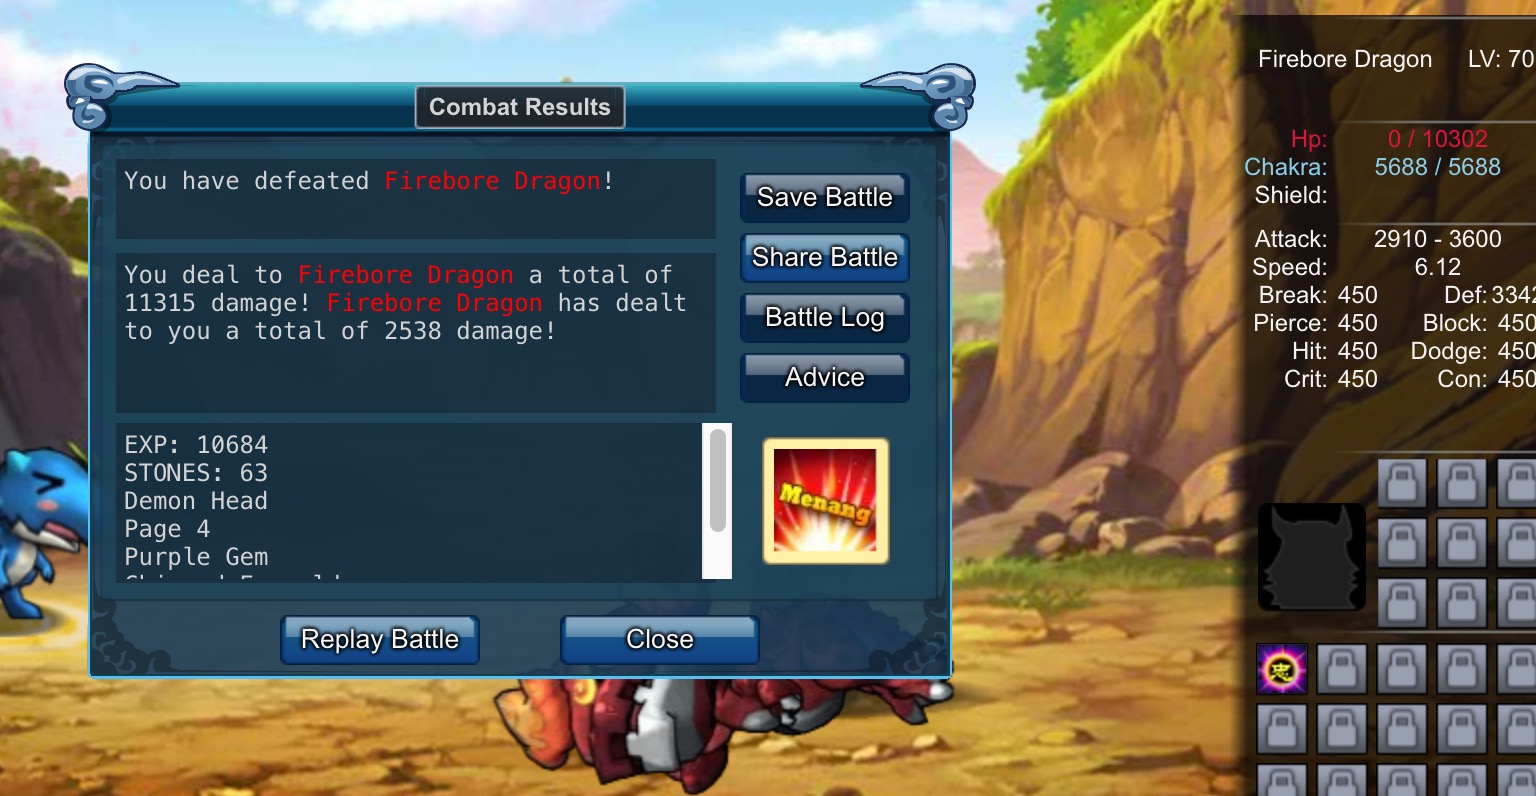 Combat Results
You have defeated Firebore Dragon!
You deal to Firebore Dragon a total of
11315 damage! Firebore Dragon has dealt
to you a total of 2538 damage!
EXP: 10684
STONES: 63
Demon Head
Page 4
Purple Gem
Save Battle
Share Battle
Battle Log
Advice
Menang
Replay Battle
Close
Firebore Dragon LV: 70
Hp: 0 / 10302
Chakra: 5688 / 5688
Shield:
Attack: 2910 - 3600
Speed: 6.12
Break: 450 Def: 3342
Pierce: 450 Block: 450
Hit: 450 Dodge: 450
Crit: 450 Con: 450
忠